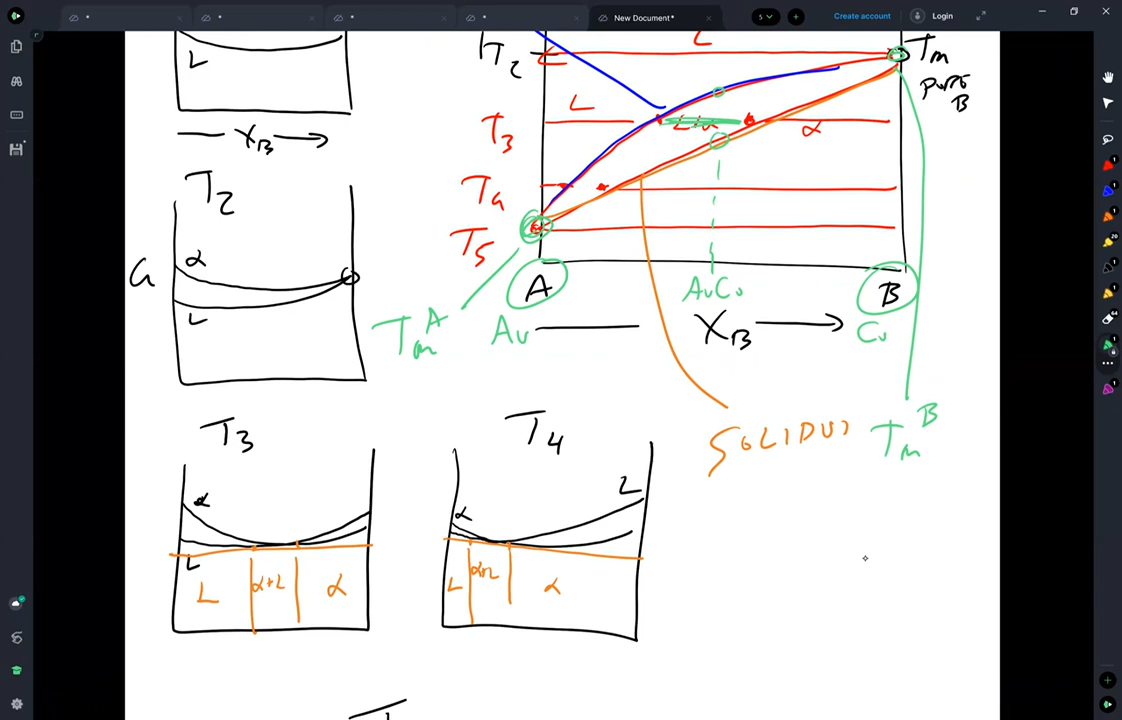 New Document*
5
Create account
Login
L
X_B
T_2
α
G
L
T_2
L
T_m
pure
B
L
T_3
L+α
α
T_4
T_5
A
AuCu
B
T_m^A
Au
X_B
Cu
SOLIDUS
T_m^B
T_3
α
L
L
α+L
α
T_4
α
L
L
α+L
α